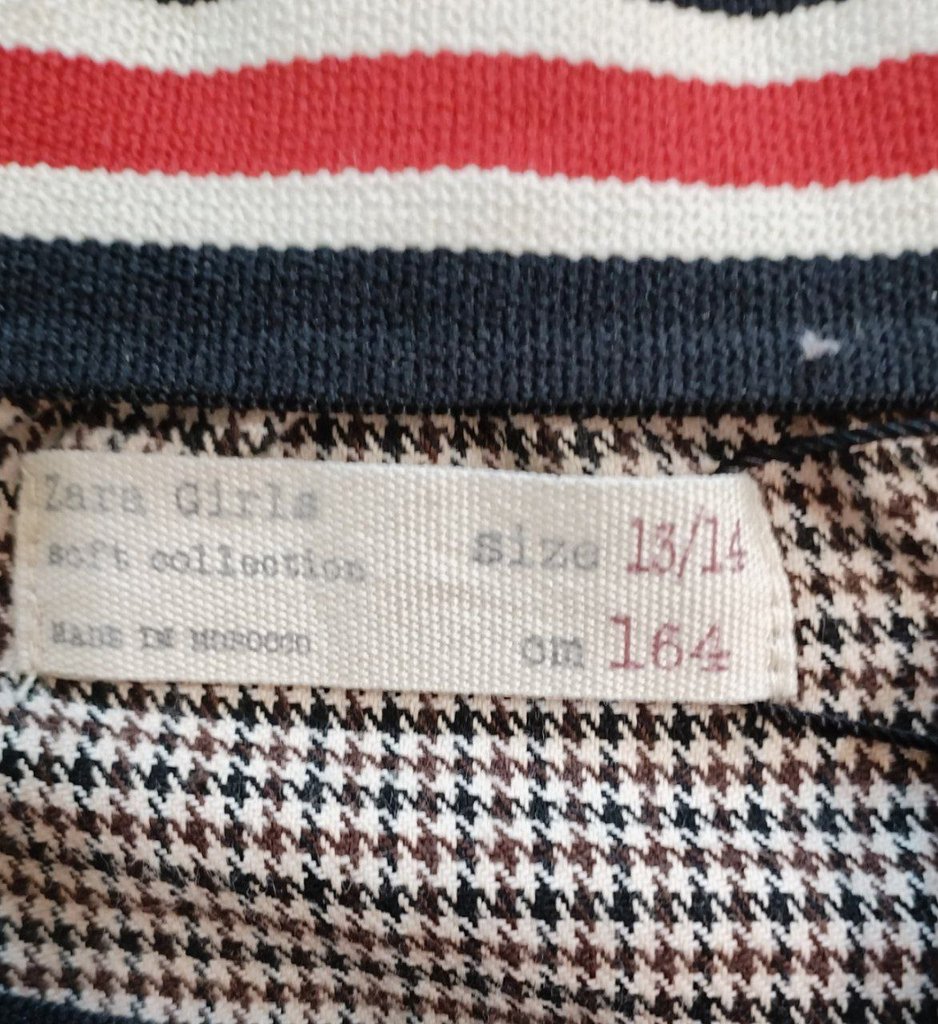 Zara Girls
soft collection
size 13/14
MADE IN MOROCCO
cm 164